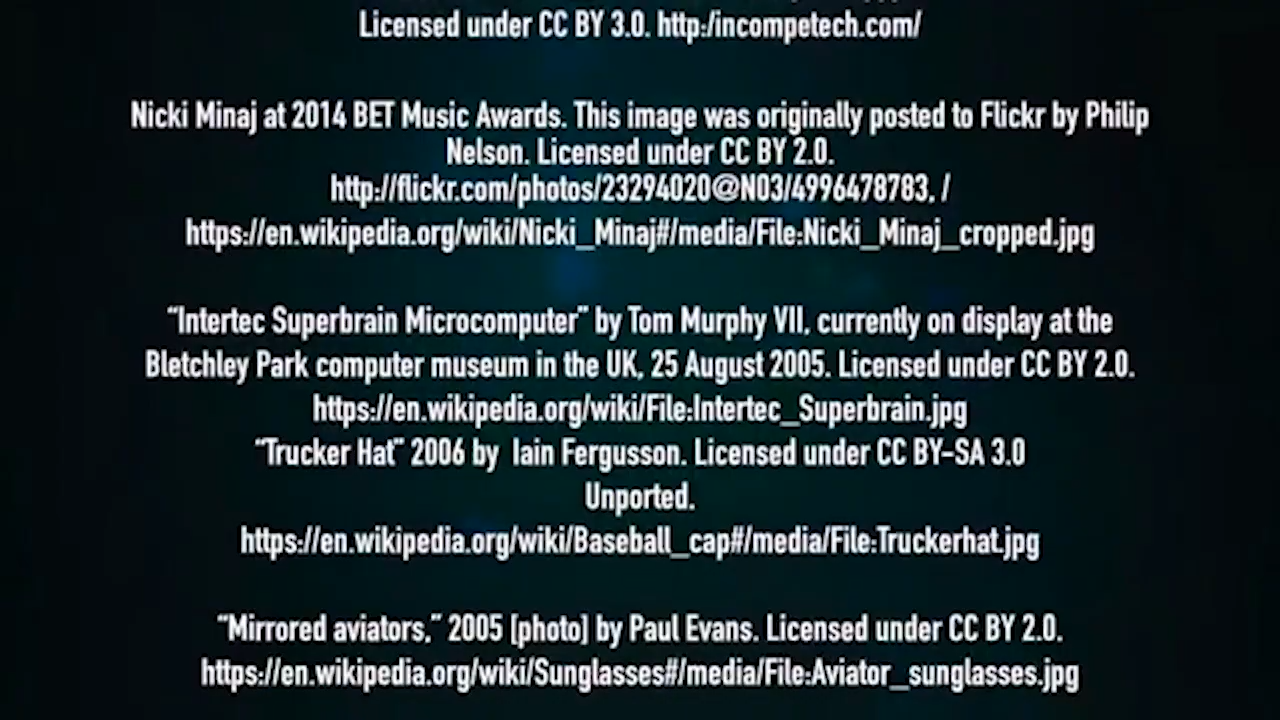 Licensed under CC BY 3.0. http:/incompetech.com/
Nicki Minaj at 2014 BET Music Awards. This image was originally posted to Flickr by Philip
Nelson. Licensed under CC BY 2.0.
http://flickr.com/photos/23294020@N03/4996478783, /
https://en.wikipedia.org/wiki/Nicki_Minaj#/media/File:Nicki_Minaj_cropped.jpg
“Intertec Superbrain Microcomputer” by Tom Murphy VII, currently on display at the
Bletchley Park computer museum in the UK, 25 August 2005. Licensed under CC BY 2.0.
https://en.wikipedia.org/wiki/File:Intertec_Superbrain.jpg
“Trucker Hat” 2006 by Iain Fergusson. Licensed under CC BY-SA 3.0
Unported.
https://en.wikipedia.org/wiki/Baseball_cap#/media/File:Truckerhat.jpg
“Mirrored aviators,” 2005 [photo] by Paul Evans. Licensed under CC BY 2.0.
https://en.wikipedia.org/wiki/Sunglasses#/media/File:Aviator_sunglasses.jpg